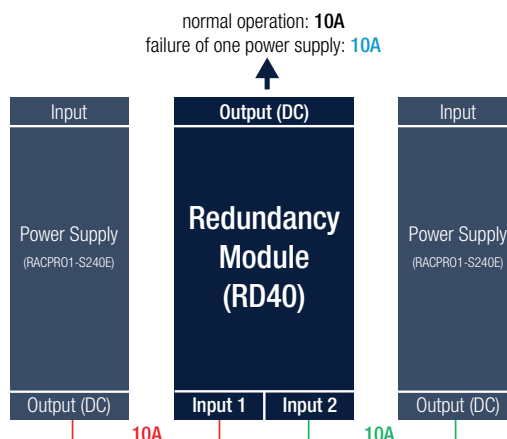 normal operation: 10A
failure of one power supply: 10A
Input
Power Supply
(RACPRO1-S240E)
Output (DC)
Output (DC)
Redundancy
Module
(RD40)
Input 1
Input 2
Input
Power Supply
(RACPRO1-S240E)
Output (DC)
10A
10A